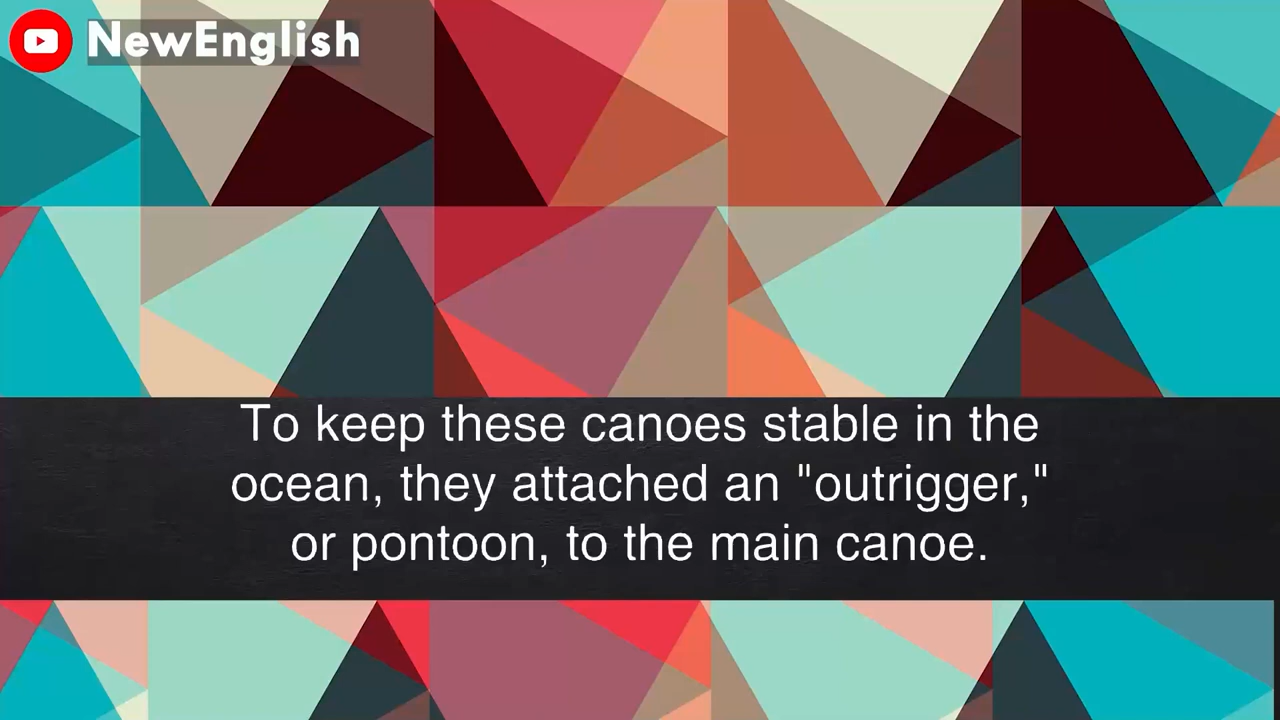 NewEnglish
To keep these canoes stable in the
ocean, they attached an "outrigger,"
or pontoon, to the main canoe.